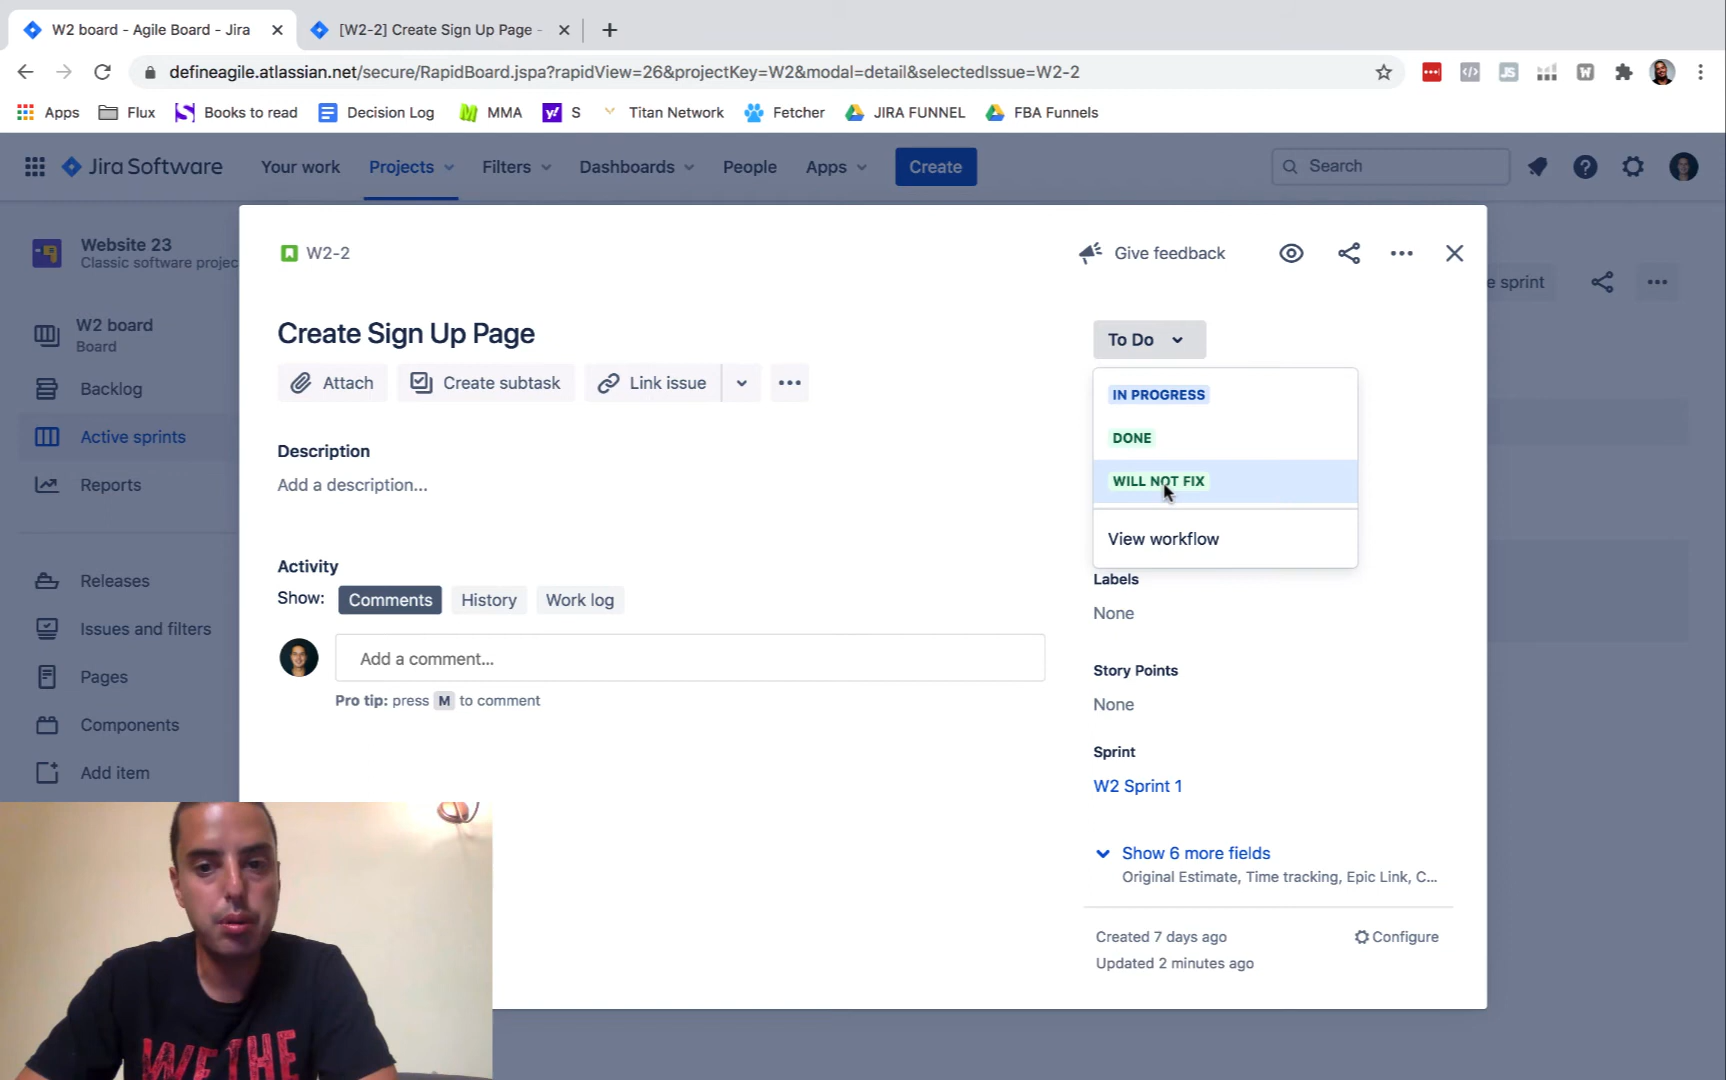 W2 board - Agile Board - Jira
[W2-2] Create Sign Up Page -
defineagile.atlassian.net/secure/RapidBoard.jspa?rapidView=26&projectKey=W2&modal=detail&selectedIssue=W2-2
Apps Flux Books to read Decision Log MMA y! S Titan Network Fetcher JIRA FUNNEL FBA Funnels
Jira Software Your work Projects Filters Dashboards People Apps Create Search
Website 23
Classic software projec
W2 board
Board
Backlog
Active sprints
Reports
Releases
Issues and filters
Pages
Components
Add item
e sprint
W2-2
Give feedback
Create Sign Up Page
Attach Create subtask Link issue
Description
Add a description...
Activity
Show: Comments History Work log
Add a comment...
Pro tip: press M to comment
To Do
IN PROGRESS
DONE
WILL NOT FIX
View workflow
Labels
None
Story Points
None
Sprint
W2 Sprint 1
Show 6 more fields
Original Estimate, Time tracking, Epic Link, C...
Created 7 days ago
Configure
Updated 2 minutes ago
WE THE